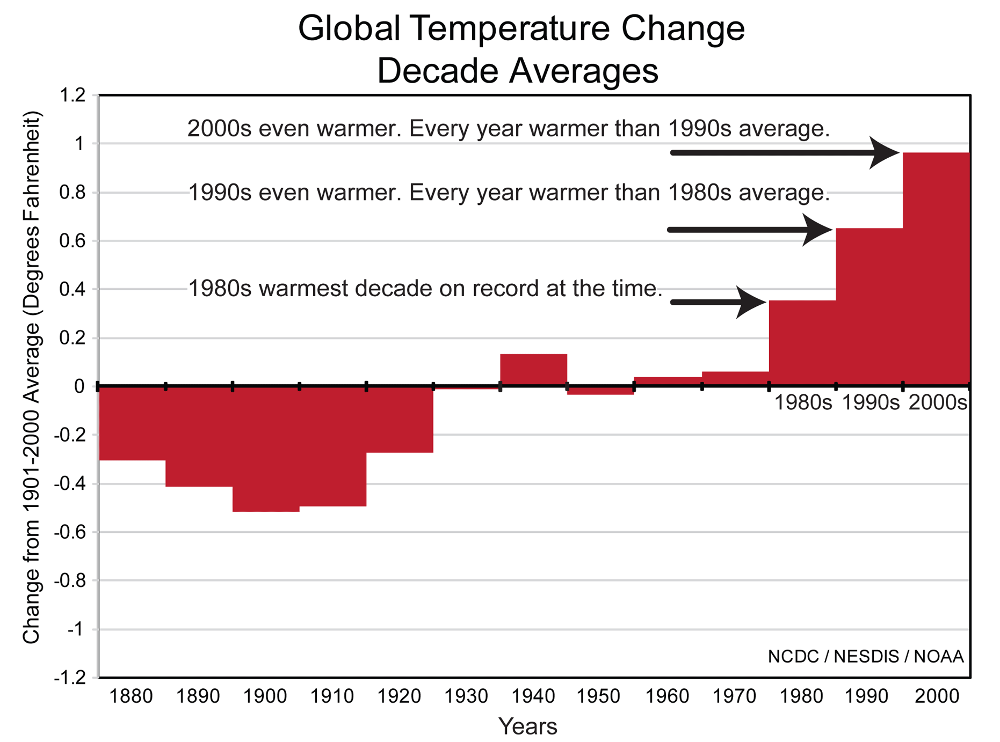 Global Temperature Change
Decade Averages
Change from 1901-2000 Average (Degrees Fahrenheit)
1.2
1
0.8
0.6
0.4
0.2
0
-0.2
-0.4
-0.6
-0.8
-1
-1.2
2000s even warmer. Every year warmer than 1990s average.
1990s even warmer. Every year warmer than 1980s average.
1980s warmest decade on record at the time.
1980s 1990s 2000s
NCDC / NESDIS / NOAA
1880 1890 1900 1910 1920 1930 1940 1950 1960 1970 1980 1990 2000
Years